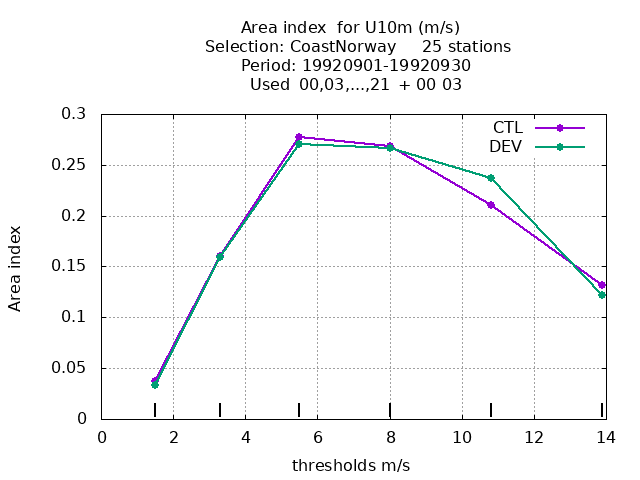 Area index  for U10m (m/s)
Selection: CoastNorway     25 stations
Period: 19920901-19920930
Used  00,03,...,21  + 00 03
CTL
DEV
0.3
0.25
0.2
0.15
0.1
0.05
0
Area index
0 2 4 6 8 10 12 14
thresholds m/s